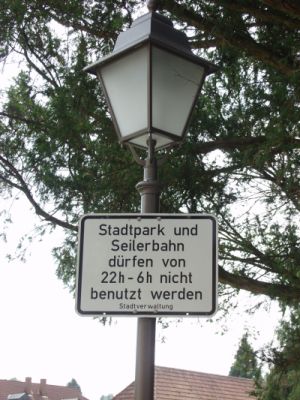 Stadtpark und
Seilerbahn
dürfen von
22h-6h nicht
benutzt werden
Stadtverwaltung